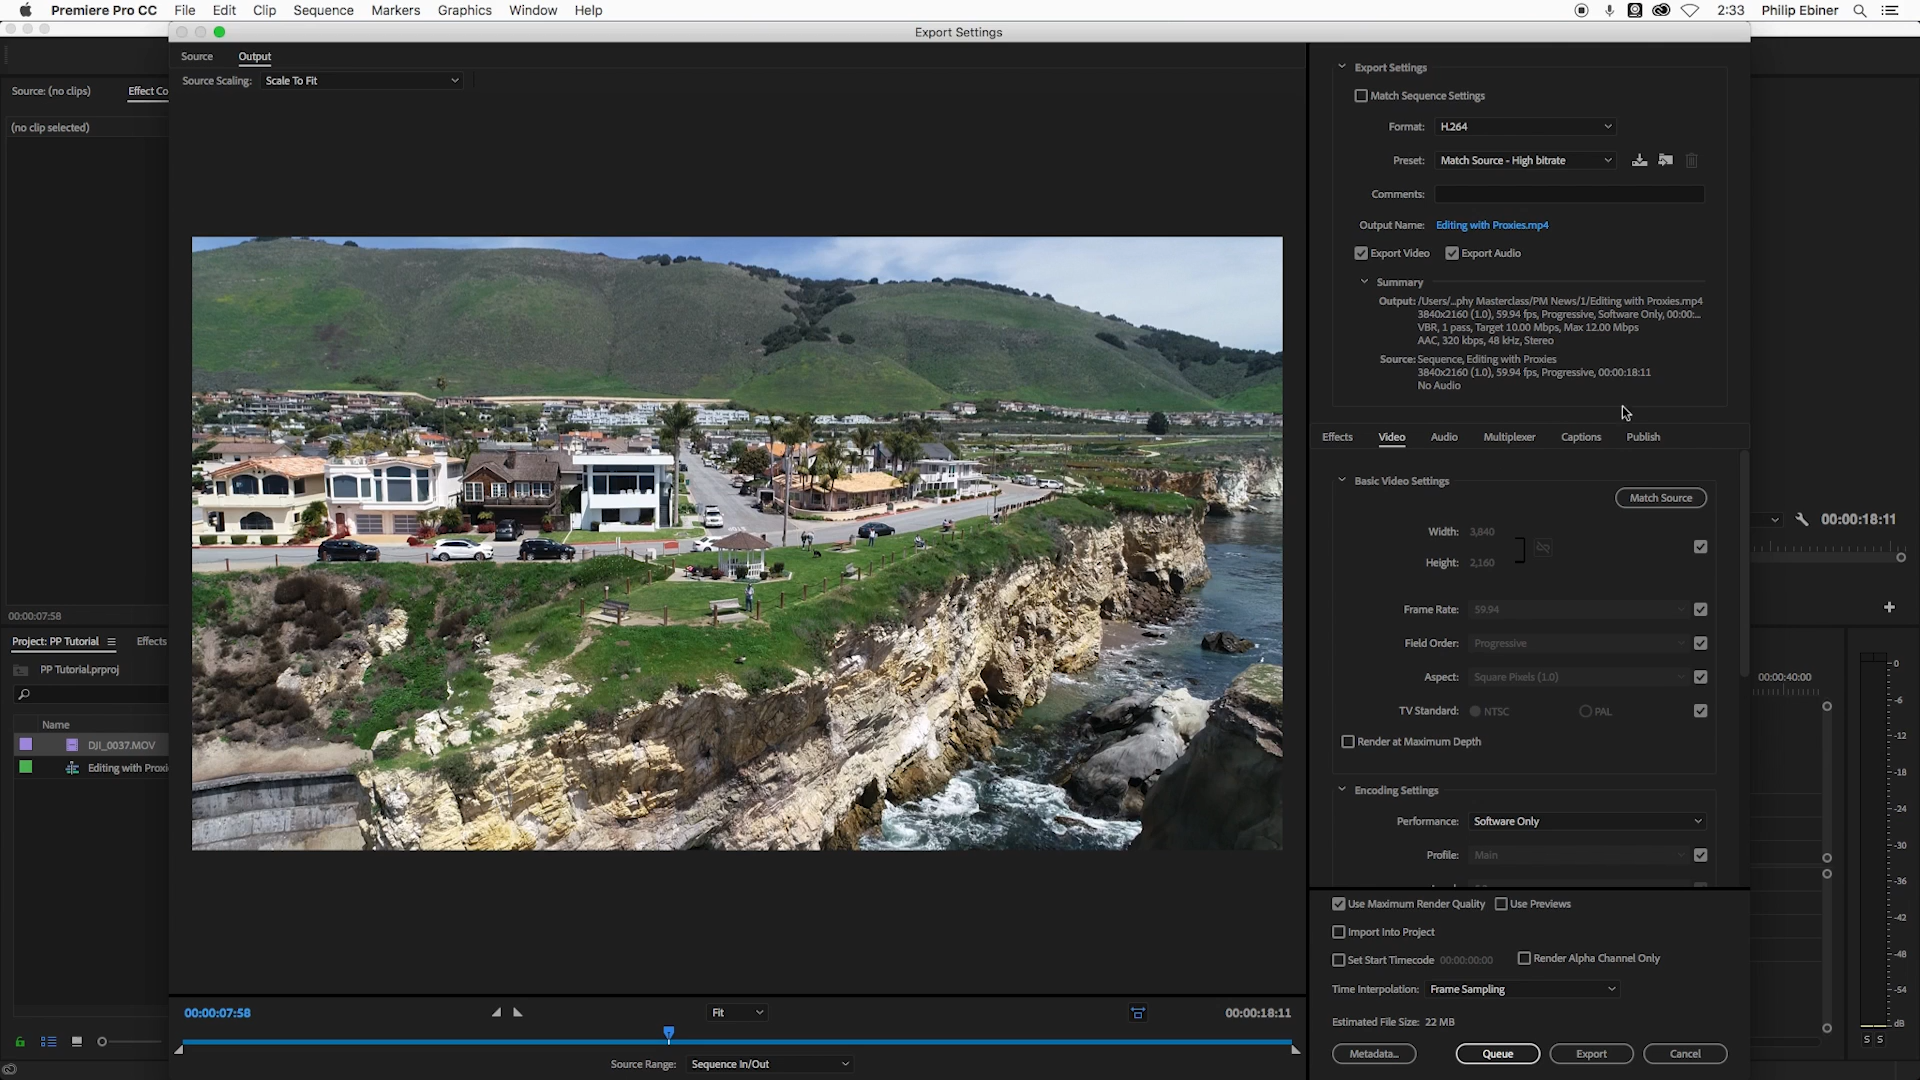 Premiere Pro CC File Edit Clip Sequence Markers Graphics Window Help 2:33 Philip Ebiner
Export Settings
Source Output
Source Scaling: Scale To Fit
Source: (no clips) Effect Co
(no clip selected)
00:00:07:58
Project: PP Tutorial Effects
PP Tutorial.prproj
Name
DJI_0037.MOV
Editing with Proxi
00:00:07:58 Fit 00:00:18:11
Source Range: Sequence In/Out
Export Settings
Match Sequence Settings
Format: H.264
Preset: Match Source - High bitrate
Comments:
Output Name: Editing with Proxies.mp4
Export Video Export Audio
Summary
Output: /Users/...phy Masterclass/PM News/1/Editing with Proxies.mp4
3840x2160 (1.0), 59.94 fps, Progressive, Software Only, 00:00:...
VBR, 1 pass, Target 10.00 Mbps, Max 12.00 Mbps
AAC, 320 kbps, 48 kHz, Stereo
Source: Sequence, Editing with Proxies
3840x2160 (1.0), 59.94 fps, Progressive, 00:00:18:11
No Audio
Effects Video Audio Multiplexer Captions Publish
Basic Video Settings
Match Source
Width: 3,840
Height: 2,160
Frame Rate: 59.94
Field Order: Progressive
Aspect: Square Pixels (1.0)
TV Standard: NTSC PAL
Render at Maximum Depth
Encoding Settings
Performance: Software Only
Profile: Main
Use Maximum Render Quality Use Previews
Import Into Project
Set Start Timecode 00:00:00:00 Render Alpha Channel Only
Time Interpolation: Frame Sampling
Estimated File Size: 22 MB
Metadata... Queue Export Cancel
00:00:18:11
00:00:40:00
0
-6
-12
-18
-24
-30
-36
-42
-48
-54
dB
S S